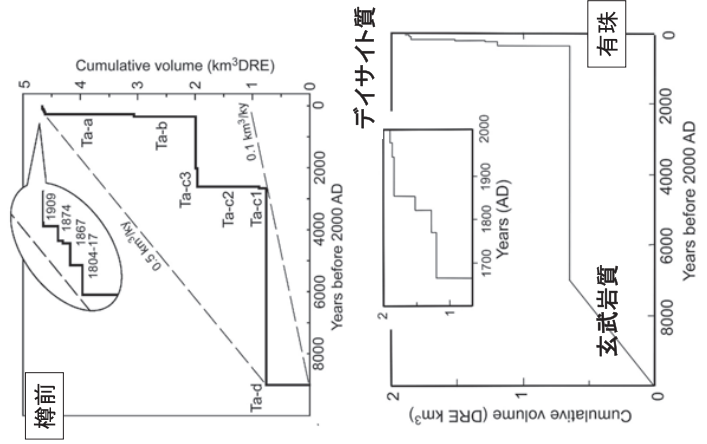 樽前
Cumulative volume (km³DRE)
5
4
3
2
1
0
0
2000
4000
6000
8000
Years before 2000 AD
Ta-a
Ta-b
Ta-c3
Ta-c2
Ta-c1
Ta-d
0.5 km³/ky
0.1 km³/ky
1909
1874
1867
1804-17
デイサイト質
玄武岩質
有珠
Cumulative volume (DRE km³)
2
1
0
0
2000
4000
6000
8000
Years before 2000 AD
2
1
1700
1800
1900
2000
Years (AD)